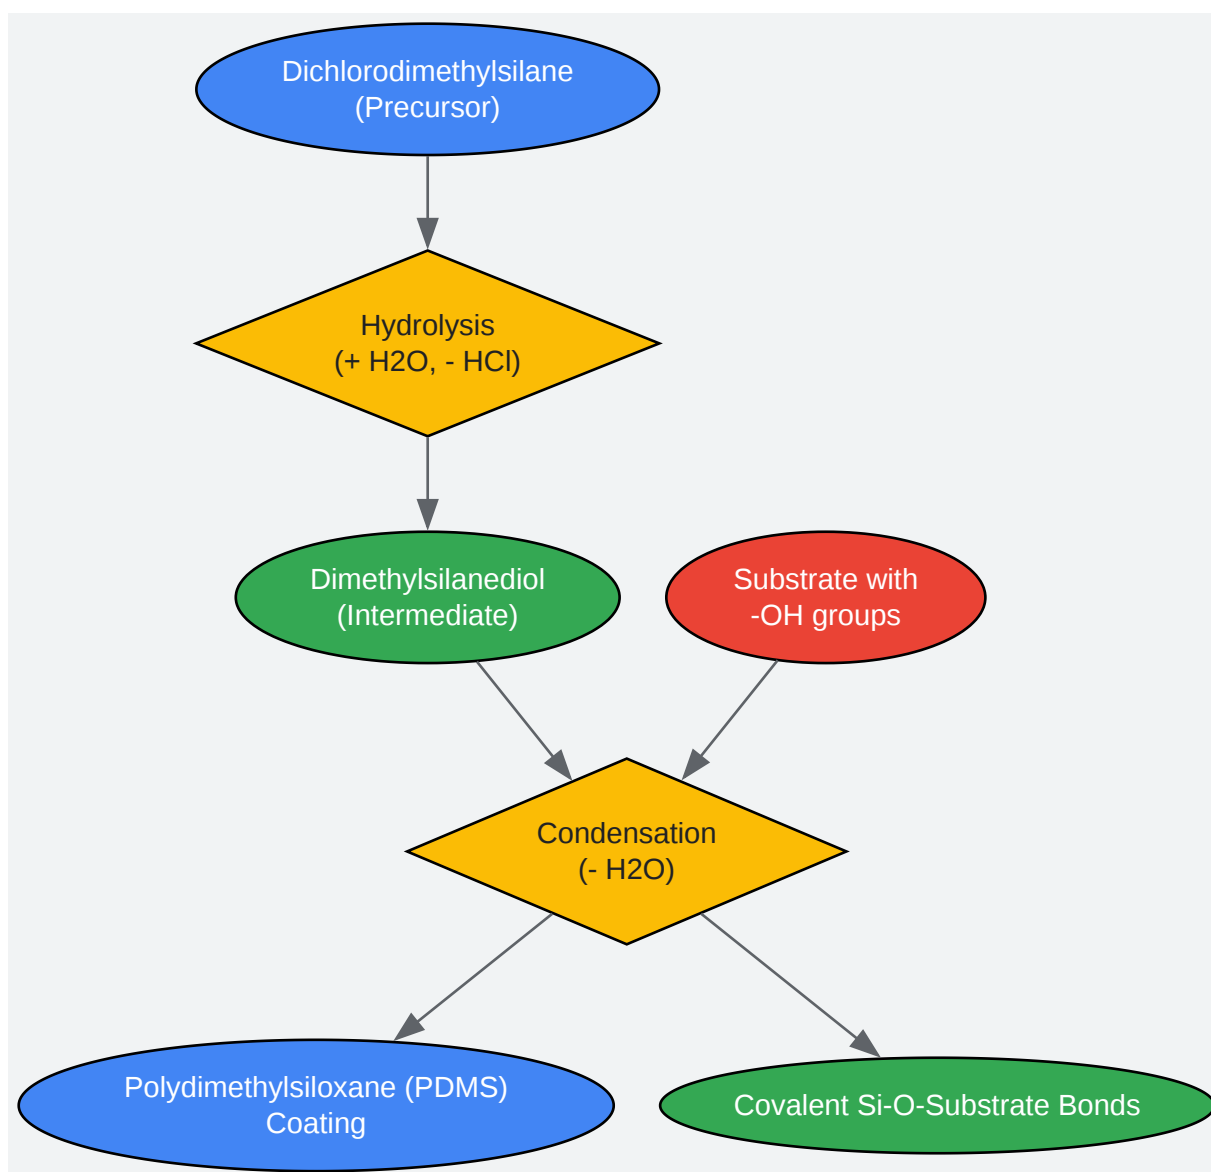 Dichlorodimethylsilane
(Precursor)
Hydrolysis
(+ H2O, - HCl)
Dimethylsilanediol
(Intermediate)
Substrate with
-OH groups
Condensation
(- H2O)
Polydimethylsiloxane (PDMS)
Coating
Covalent Si-O-Substrate Bonds